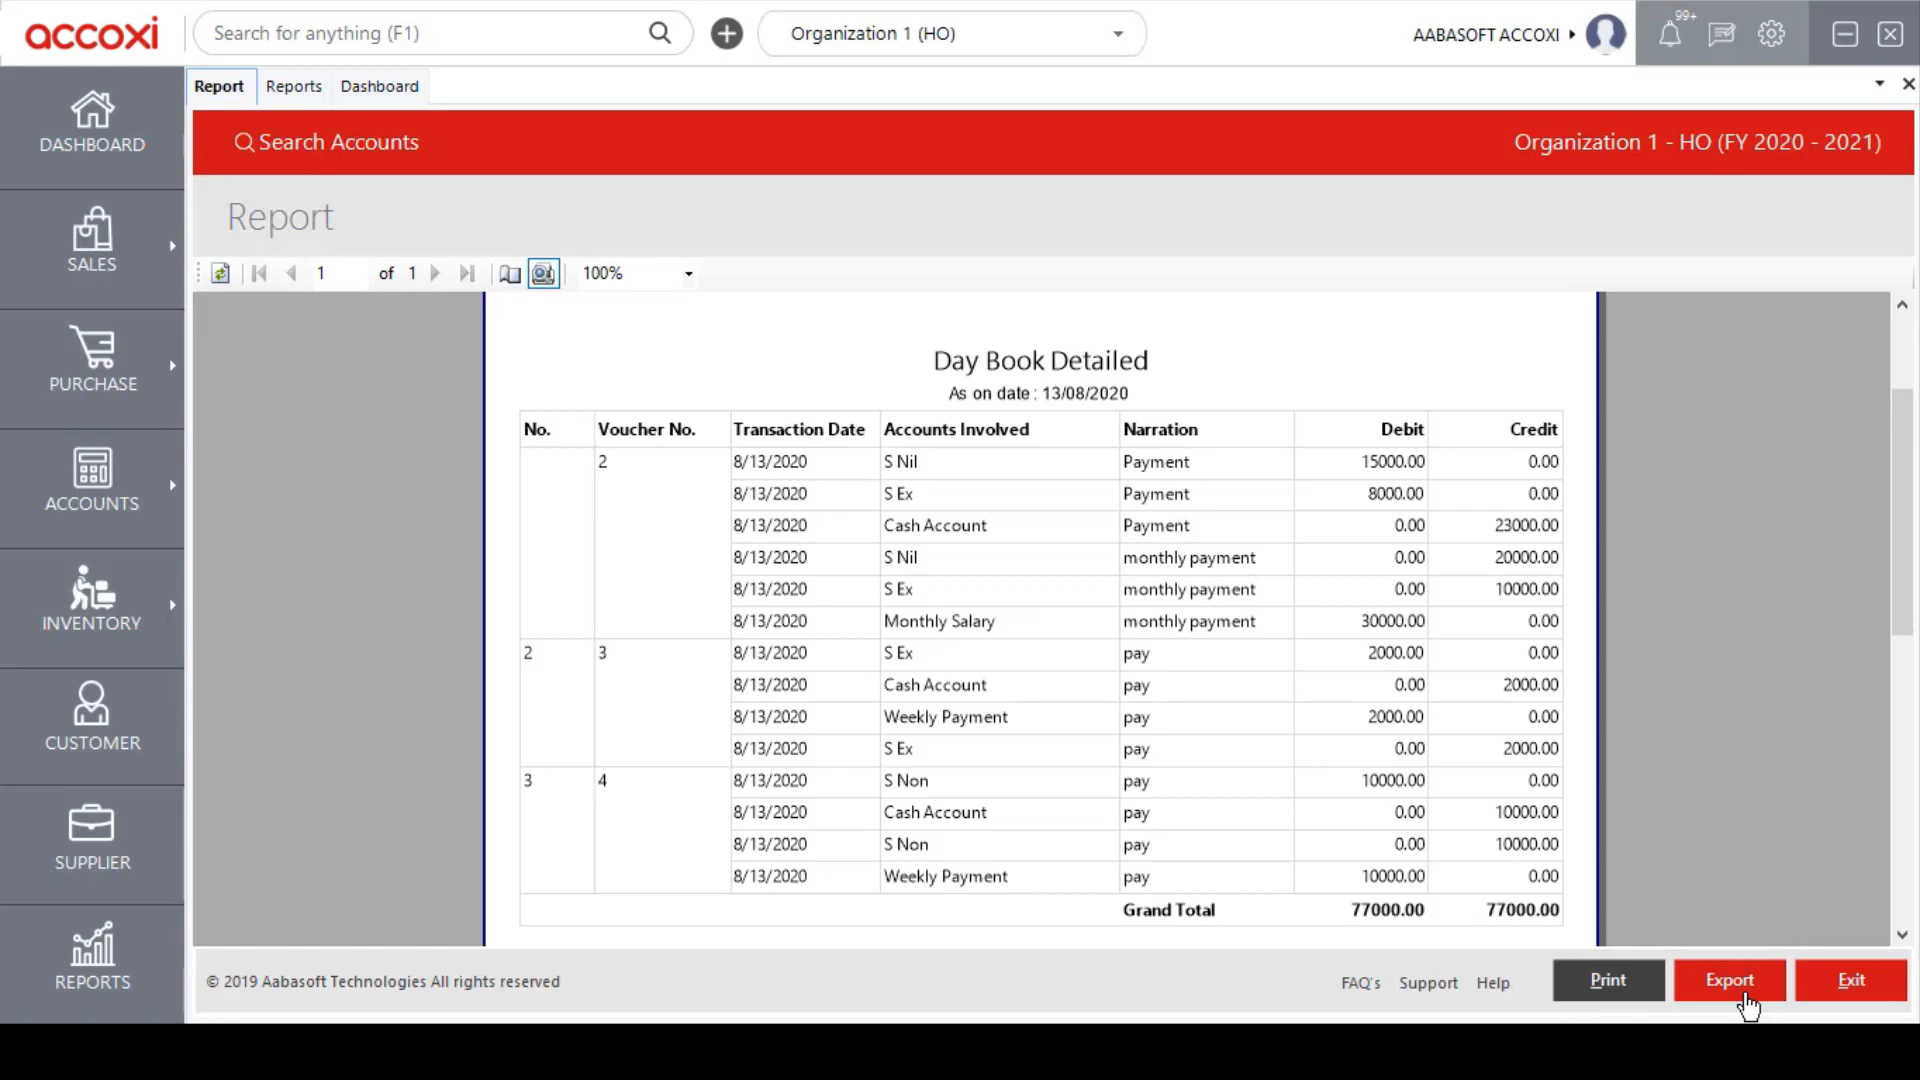 accoxi Search for anything (F1) Organization 1 (HO) AABASOFT ACCOXI 99+
Report Reports Dashboard
DASHBOARD
SALES
PURCHASE
ACCOUNTS
INVENTORY
CUSTOMER
SUPPLIER
REPORTS
Search Accounts Organization 1 - HO (FY 2020 - 2021)
Report
1 of 1 100%
Day Book Detailed
As on date : 13/08/2020
No. Voucher No. Transaction Date Accounts Involved Narration Debit Credit
2 8/13/2020 S Nil Payment 15000.00 0.00
8/13/2020 S Ex Payment 8000.00 0.00
8/13/2020 Cash Account Payment 0.00 23000.00
8/13/2020 S Nil monthly payment 0.00 20000.00
8/13/2020 S Ex monthly payment 0.00 10000.00
8/13/2020 Monthly Salary monthly payment 30000.00 0.00
2 3 8/13/2020 S Ex pay 2000.00 0.00
8/13/2020 Cash Account pay 0.00 2000.00
8/13/2020 Weekly Payment pay 2000.00 0.00
8/13/2020 S Ex pay 0.00 2000.00
3 4 8/13/2020 S Non pay 10000.00 0.00
8/13/2020 Cash Account pay 0.00 10000.00
8/13/2020 S Non pay 0.00 10000.00
8/13/2020 Weekly Payment pay 10000.00 0.00
Grand Total 77000.00 77000.00
© 2019 Aabasoft Technologies All rights reserved FAQ's Support Help Print Export Exit